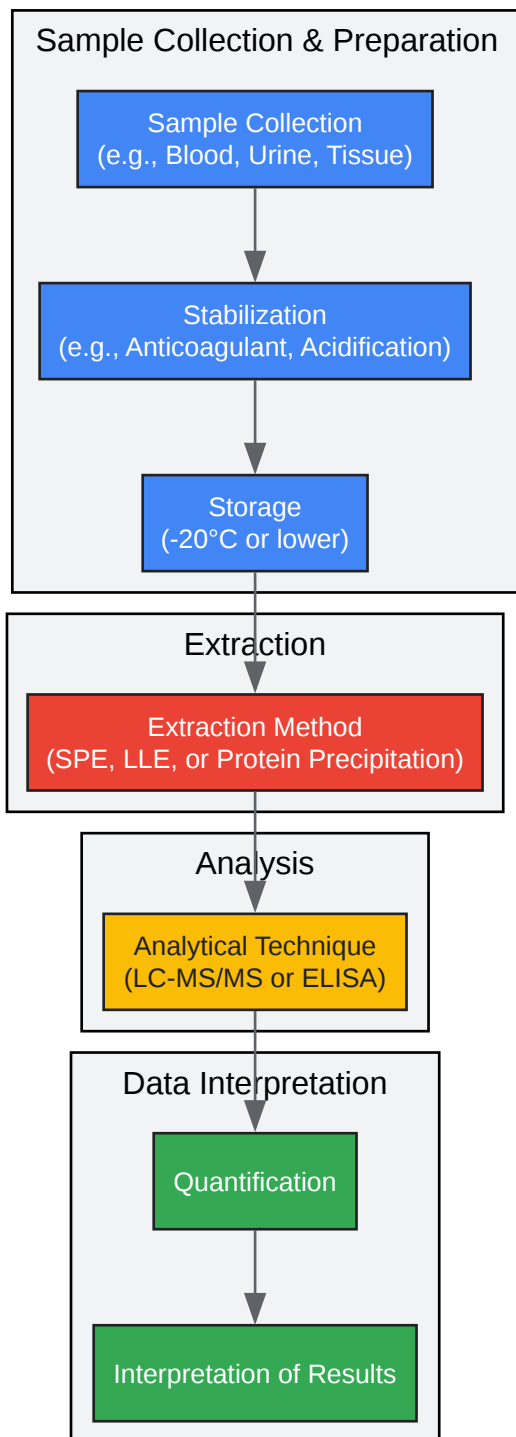 Sample Collection & Preparation
Sample Collection
(e.g., Blood, Urine, Tissue)
Stabilization
(e.g., Anticoagulant, Acidification)
Storage
(-20°C or lower)
Extraction
Extraction Method
(SPE, LLE, or Protein Precipitation)
Analysis
Analytical Technique
(LC-MS/MS or ELISA)
Data Interpretation
Quantification
Interpretation of Results